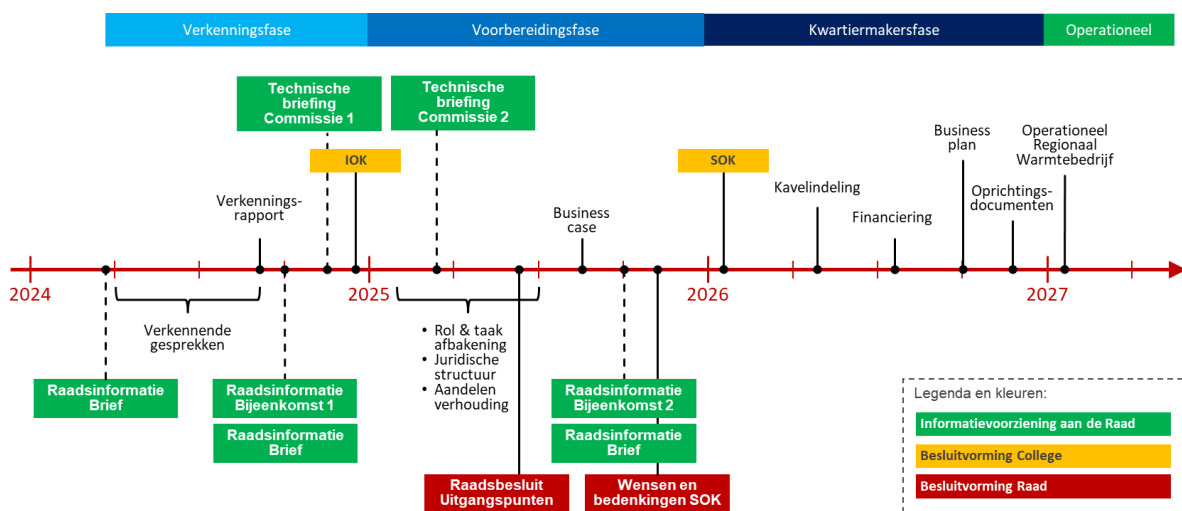 Verkenningsfase
Voorbereidingsfase
Kwartiermakersfase
Operationeel
Technische
briefing
Commissie 1
Technische
briefing
Commissie 2
IOK
SOK
Verkennings-
rapport
Business
case
Kavelindeling
Financiering
Business
plan
Oprichtings-
documenten
Operationeel
Regionaal
Warmtebedrijf
2024
2025
2026
2027
Verkennende
gesprekken
• Rol & taak
afbakening
• Juridische
structuur
• Aandelen
verhouding
Raadsinformatie
Brief
Raadsinformatie
Bijeenkomst 1
Raadsinformatie
Brief
Raadsinformatie
Bijeenkomst 2
Raadsinformatie
Brief
Raadsbesluit
Uitgangspunten
Wensen en
bedenkingen SOK
Legenda en kleuren:
Informatievoorziening aan de Raad
Besluitvorming College
Besluitvorming Raad